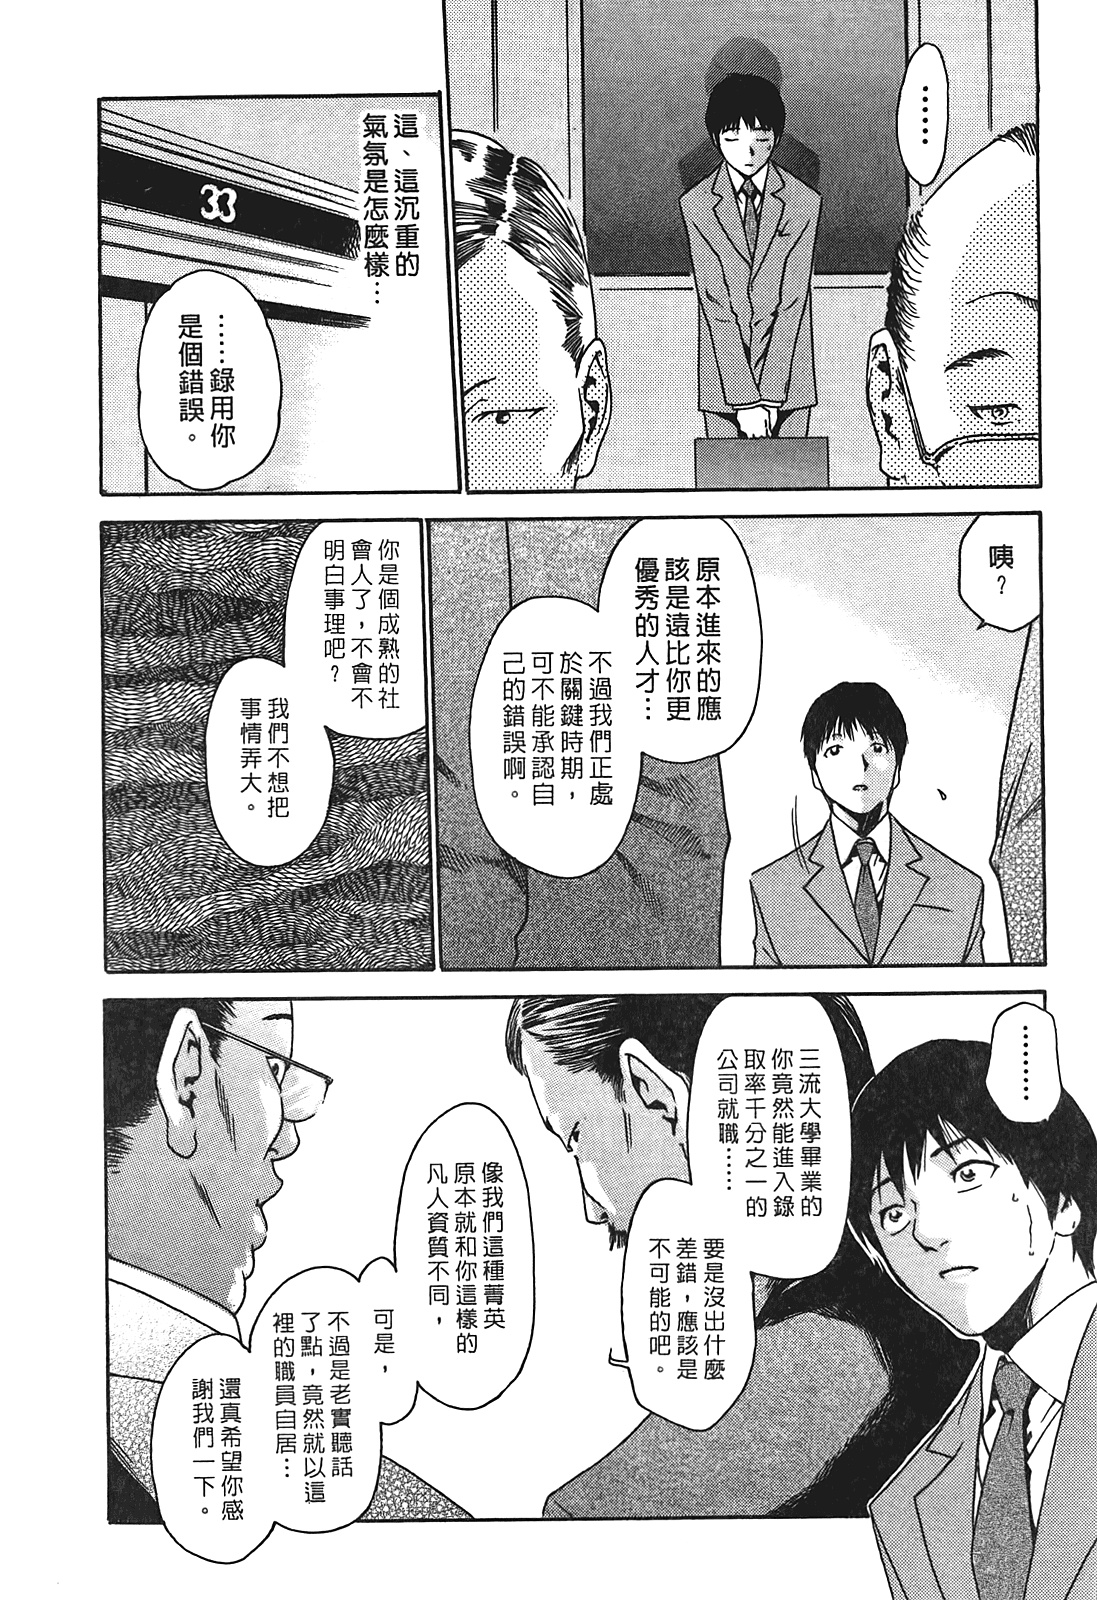 ………
這、這沉重的
氣氛是怎麼樣…
33
……錄用你
是個錯誤。
咦？
原本進來的應
該是遠比你更
優秀的人才…
不過我們正處
於關鍵時期，
可不能承認自
己的錯誤啊。
你是個成熟的社
會人了，不會不
明白事理吧？
我們不想把
事情弄大。
………
三流大學畢業的
你竟然能進入錄
取率千分之一的
公司就職……
要是沒出什麼
差錯，應該是
不可能的吧。
像我們這種菁英
原本就和你這樣的
凡人資質不同，
可是，
不過是老實聽話
了點，竟然就以這
裡的職員自居…
還真希望你感
謝我們一下。